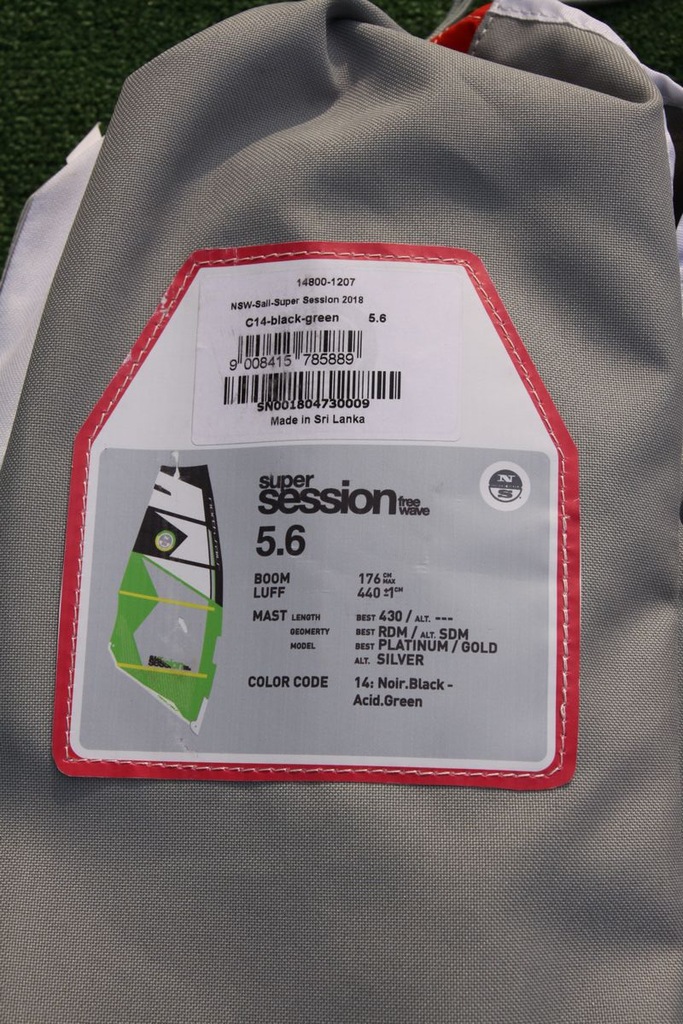 14800-1207
NSW-Sail-Super Session 2018
C14-black-green 5.6
9 008415 785889
SN001804730009
Made in Sri Lanka
super
session free wave
N
S
5.6
BOOM 176 CM MAX
LUFF 440 ±1 CM
MAST LENGTH BEST 430 / ALT. ---
GEOMERTY BEST RDM / ALT. SDM
MODEL BEST PLATINUM / GOLD
ALT. SILVER
COLOR CODE 14: Noir.Black -
Acid.Green